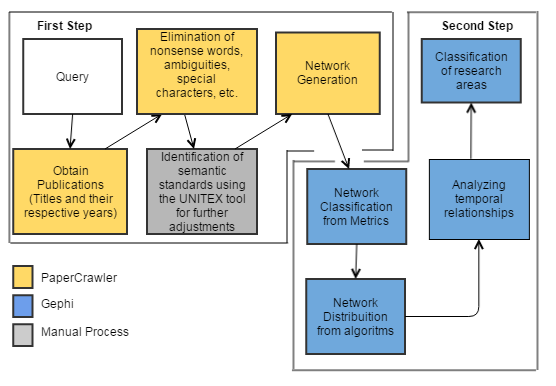 First Step
Second Step
Query
Elimination of
nonsense words,
ambiguities,
special
characters, etc.
Network
Generation
Classification
of research
areas
Obtain
Publications
(Titles and their
respective years)
Identification of
semantic
standards using
the UNITEX tool
for further
adjustments
Network
Classification
from Metrics
Analyzing
temporal
relationships
Network
Distribuition
from algoritms
PaperCrawler
Gephi
Manual Process